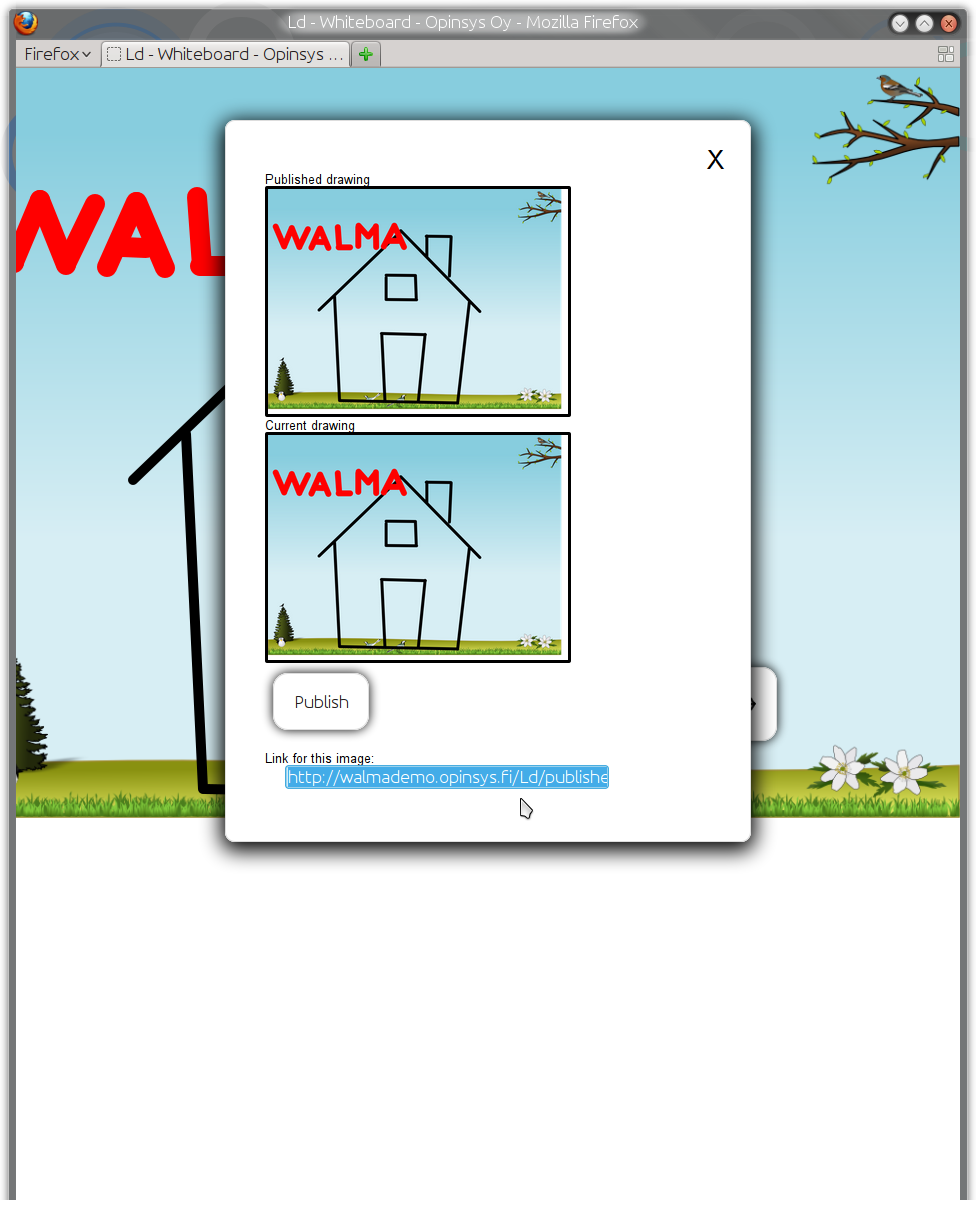 Ld - Whiteboard - Opinsys Oy - Mozilla Firefox
Firefox
Ld - Whiteboard - Opinsys ...
X
Published drawing
WAL
WALMA
Current drawing
WALMA
Publish
Link for this image:
http://walmademo.opinsys.fi/Ld/publishe